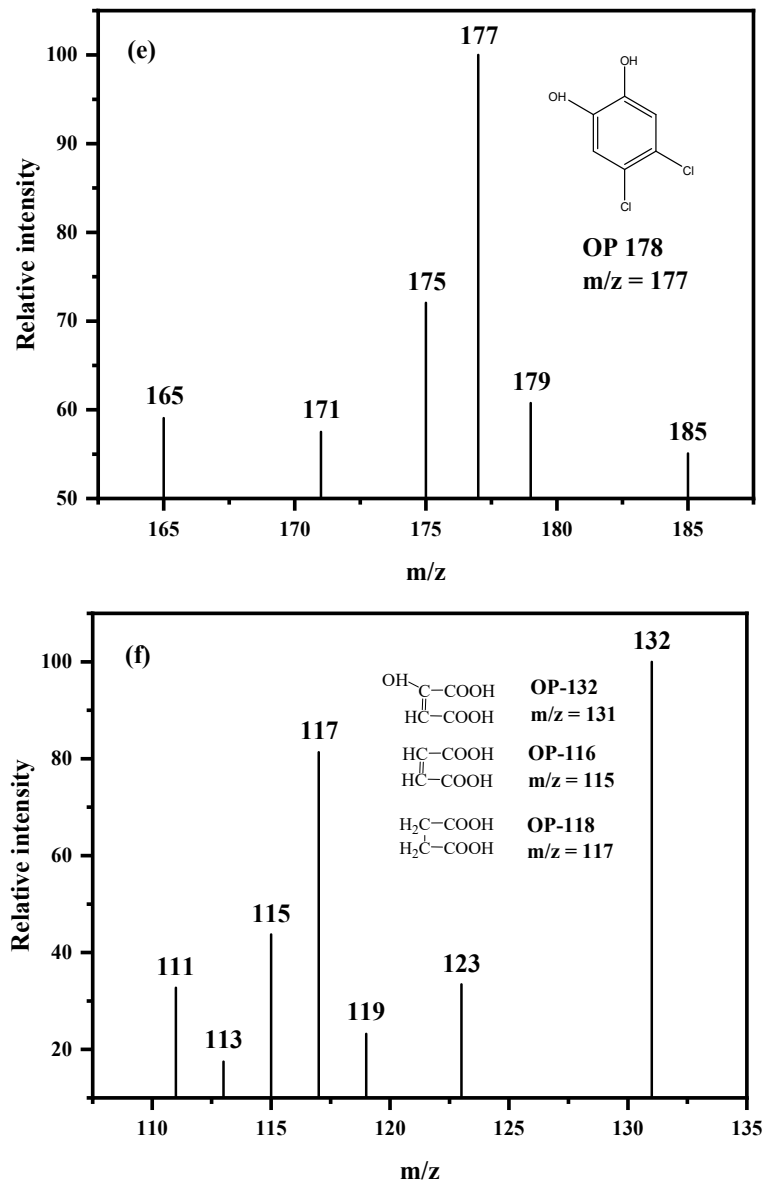 (e)
177
100
OH
OH
90
Cl
Cl
80
OP 178
m/z = 177
175
70
179
165
171
60
185
50
165
170
175
180
185
Relative intensity
m/z
(f)
132
100
OH
C–COOH
HC–COOH
OP-132
m/z = 131
117
80
HC–COOH
HC–COOH
OP-116
m/z = 115
H₂C–COOH
H₂C–COOH
OP-118
m/z = 117
60
115
40
111
123
119
113
20
110
115
120
125
130
135
Relative intensity
m/z